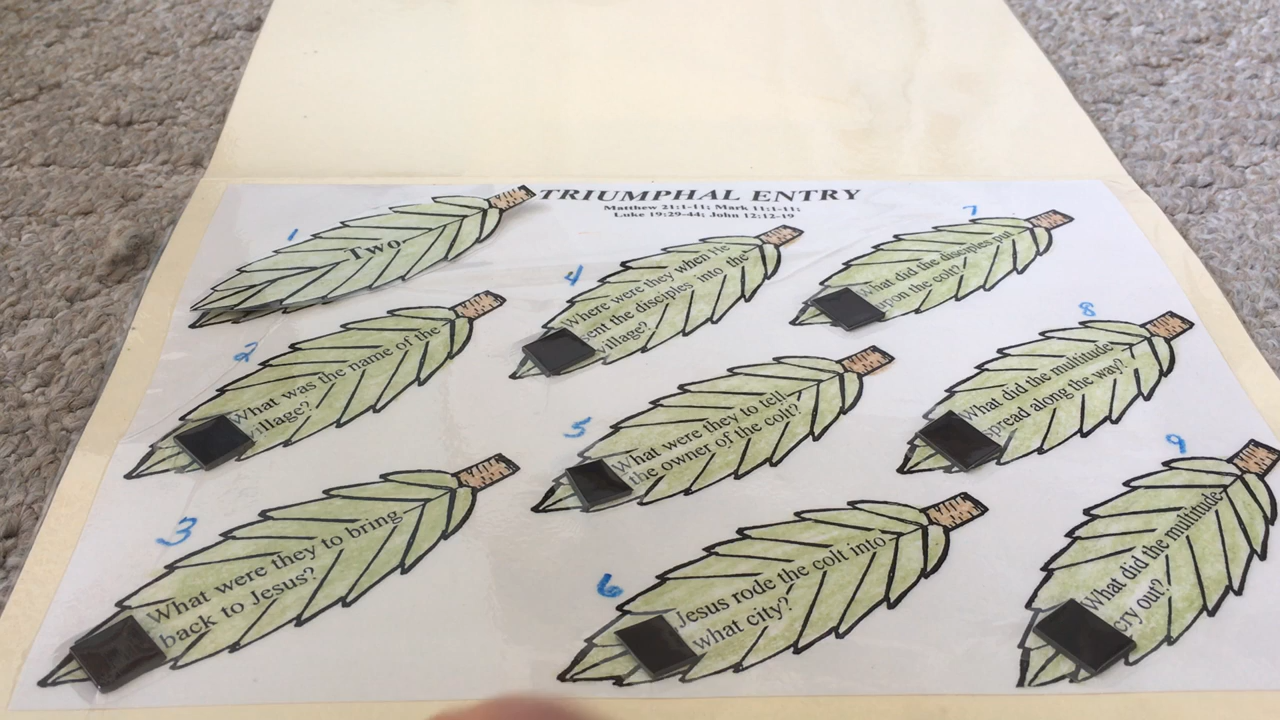 TRIUMPHAL ENTRY
Matthew 21:1-11; Mark 11:1-11;
Luke 19:29-44; John 12:12-19
1
Two
2
What was the name of the
village?
3
What were they to bring
back to Jesus?
4
Where were they when He
sent the disciples into the
village?
5
What were they to tell
the owner of the colt?
6
Jesus rode the colt into
what city?
7
What did the disciples put
upon the colt?
8
What did the multitude
spread along the way?
9
What did the multitude
cry out?